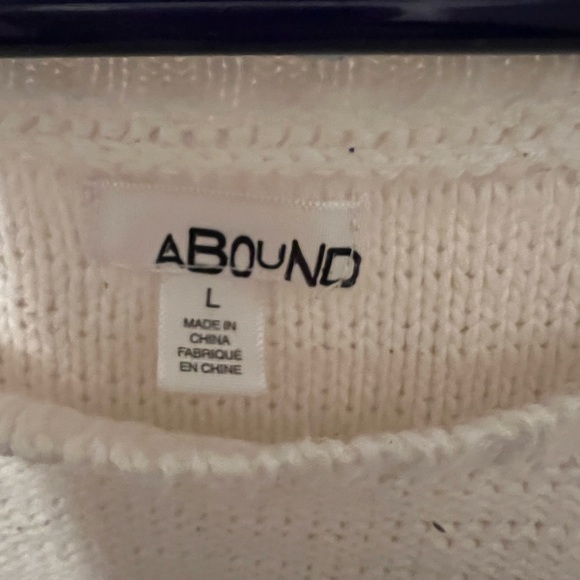 ABOUND
L
MADE IN
CHINA
FABRIQUÉ
EN CHINE